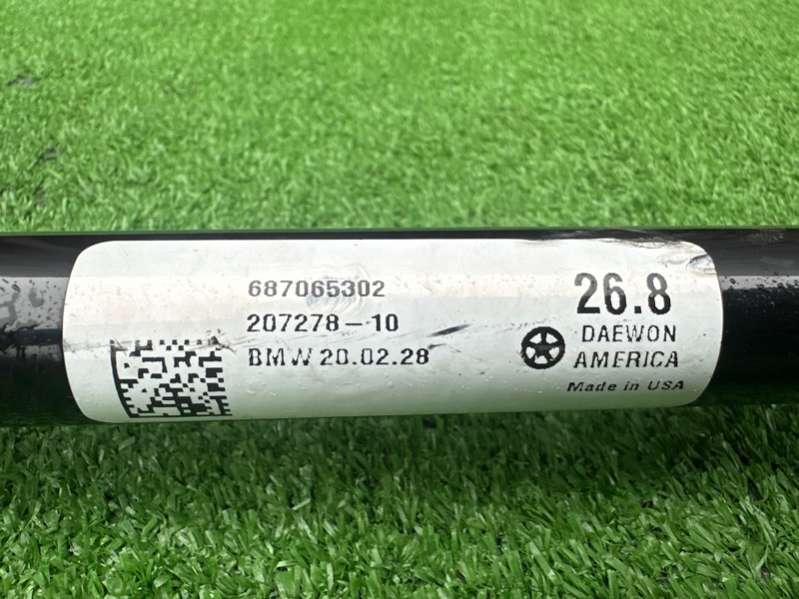 687065302
207278-10
BMW 20.02.28
26.8
DAEWON
AMERICA
Made in USA